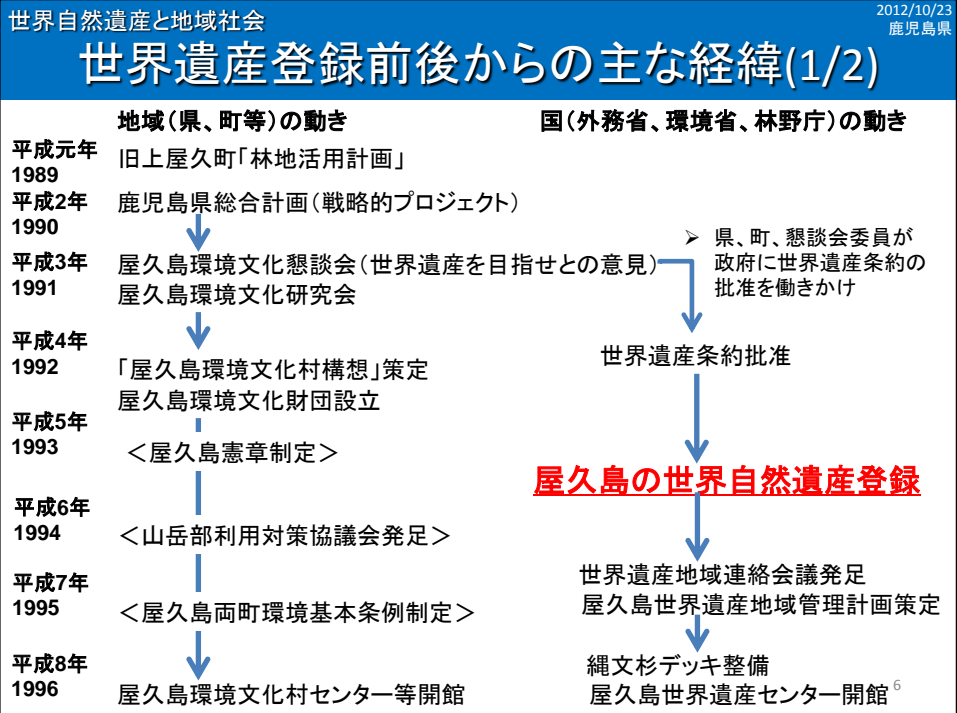 世界自然遺産と地域社会
2012/10/23
鹿児島県
世界遺産登録前後からの主な経緯(1/2)
地域(県、町等)の動き
国(外務省、環境省、林野庁)の動き
平成元年
1989
旧上屋久町「林地活用計画」
平成2年
1990
鹿児島県総合計画(戦略的プロジェクト)
平成3年
1991
屋久島環境文化懇談会(世界遺産を目指せとの意見)
屋久島環境文化研究会
➢ 県、町、懇談会委員が
政府に世界遺産条約の
批准を働きかけ
平成4年
1992
「屋久島環境文化村構想」策定
屋久島環境文化財団設立
世界遺産条約批准
平成5年
1993
<屋久島憲章制定>
屋久島の世界自然遺産登録
平成6年
1994
<山岳部利用対策協議会発足>
平成7年
1995
<屋久島両町環境基本条例制定>
世界遺産地域連絡会議発足
屋久島世界遺産地域管理計画策定
平成8年
1996
屋久島環境文化村センター等開館
縄文杉デッキ整備
屋久島世界遺産センター開館
6